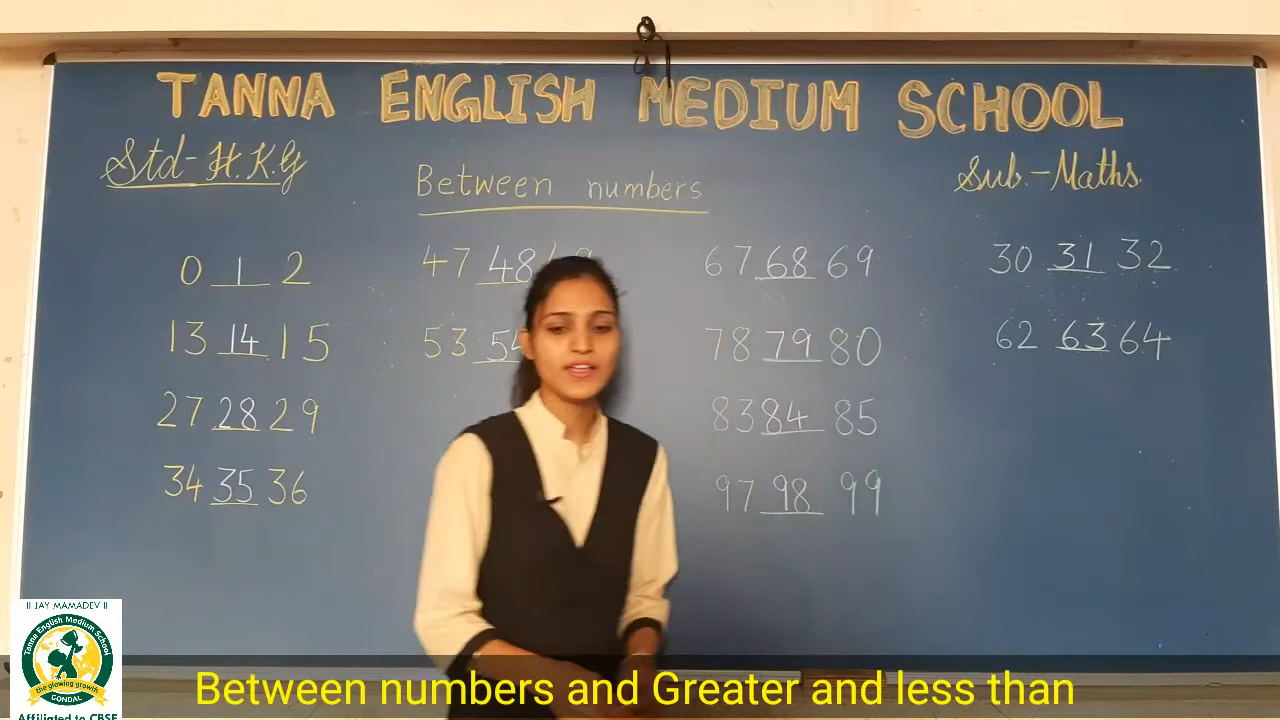 TANNA ENGLISH MEDIUM SCHOOL
Std- H.K.G
Sub.-Maths
Between numbers
0 1 2
13 14 15
27 28 29
34 35 36
47 48
53
67 68 69
78 79 80
83 84 85
97 98 99
30 31 32
62 63 64
II JAY MAMADEV II
Tanna English Medium School
the glowing growth
GONDAL
Affiliated to CBSE
Between numbers and Greater and less than